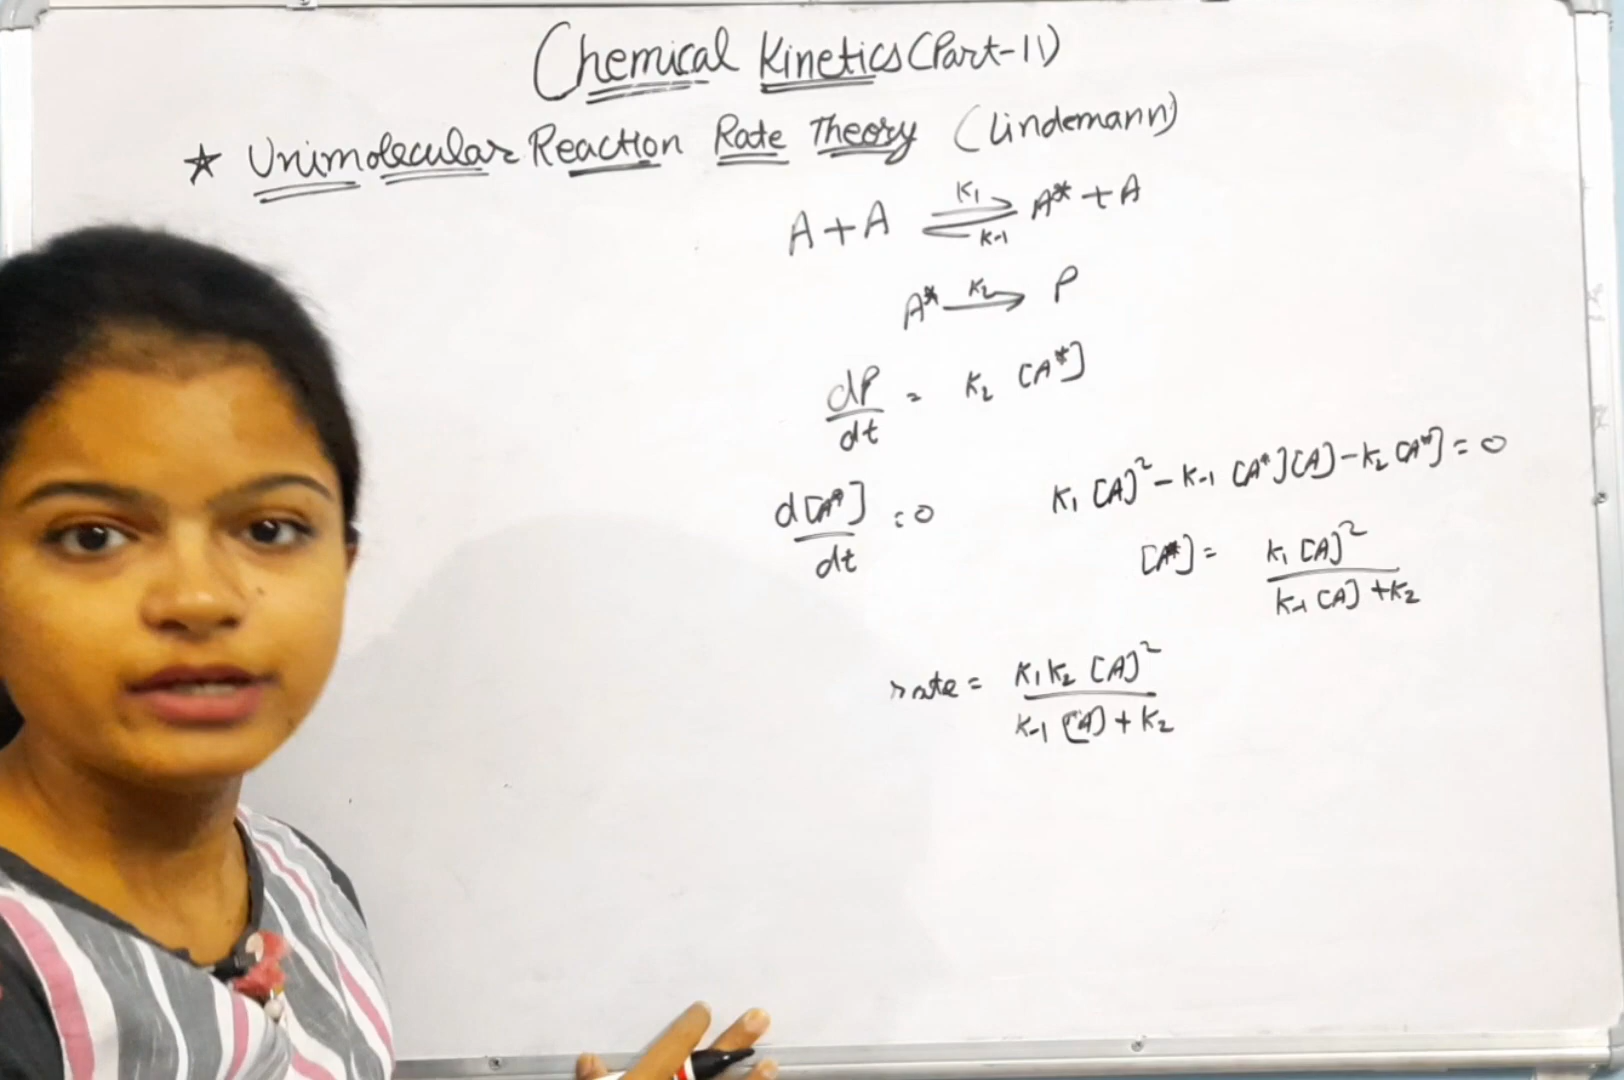 Chemical Kinetics (Part-11)
☆ Unimolecular Reaction Rate Theory (Lindemann)
A + A ⇌ A* + A
K₁
K-1
A* → P
K₂
dP/dt = K₂ [A*]
d[A*]/dt = 0
K₁ [A]² - K-1 [A*][A] - K₂ [A*] = 0
[A*] = K₁ [A]² / K-1 [A] + K₂
rate = K₁K₂ [A]² / K-1 [A] + K₂